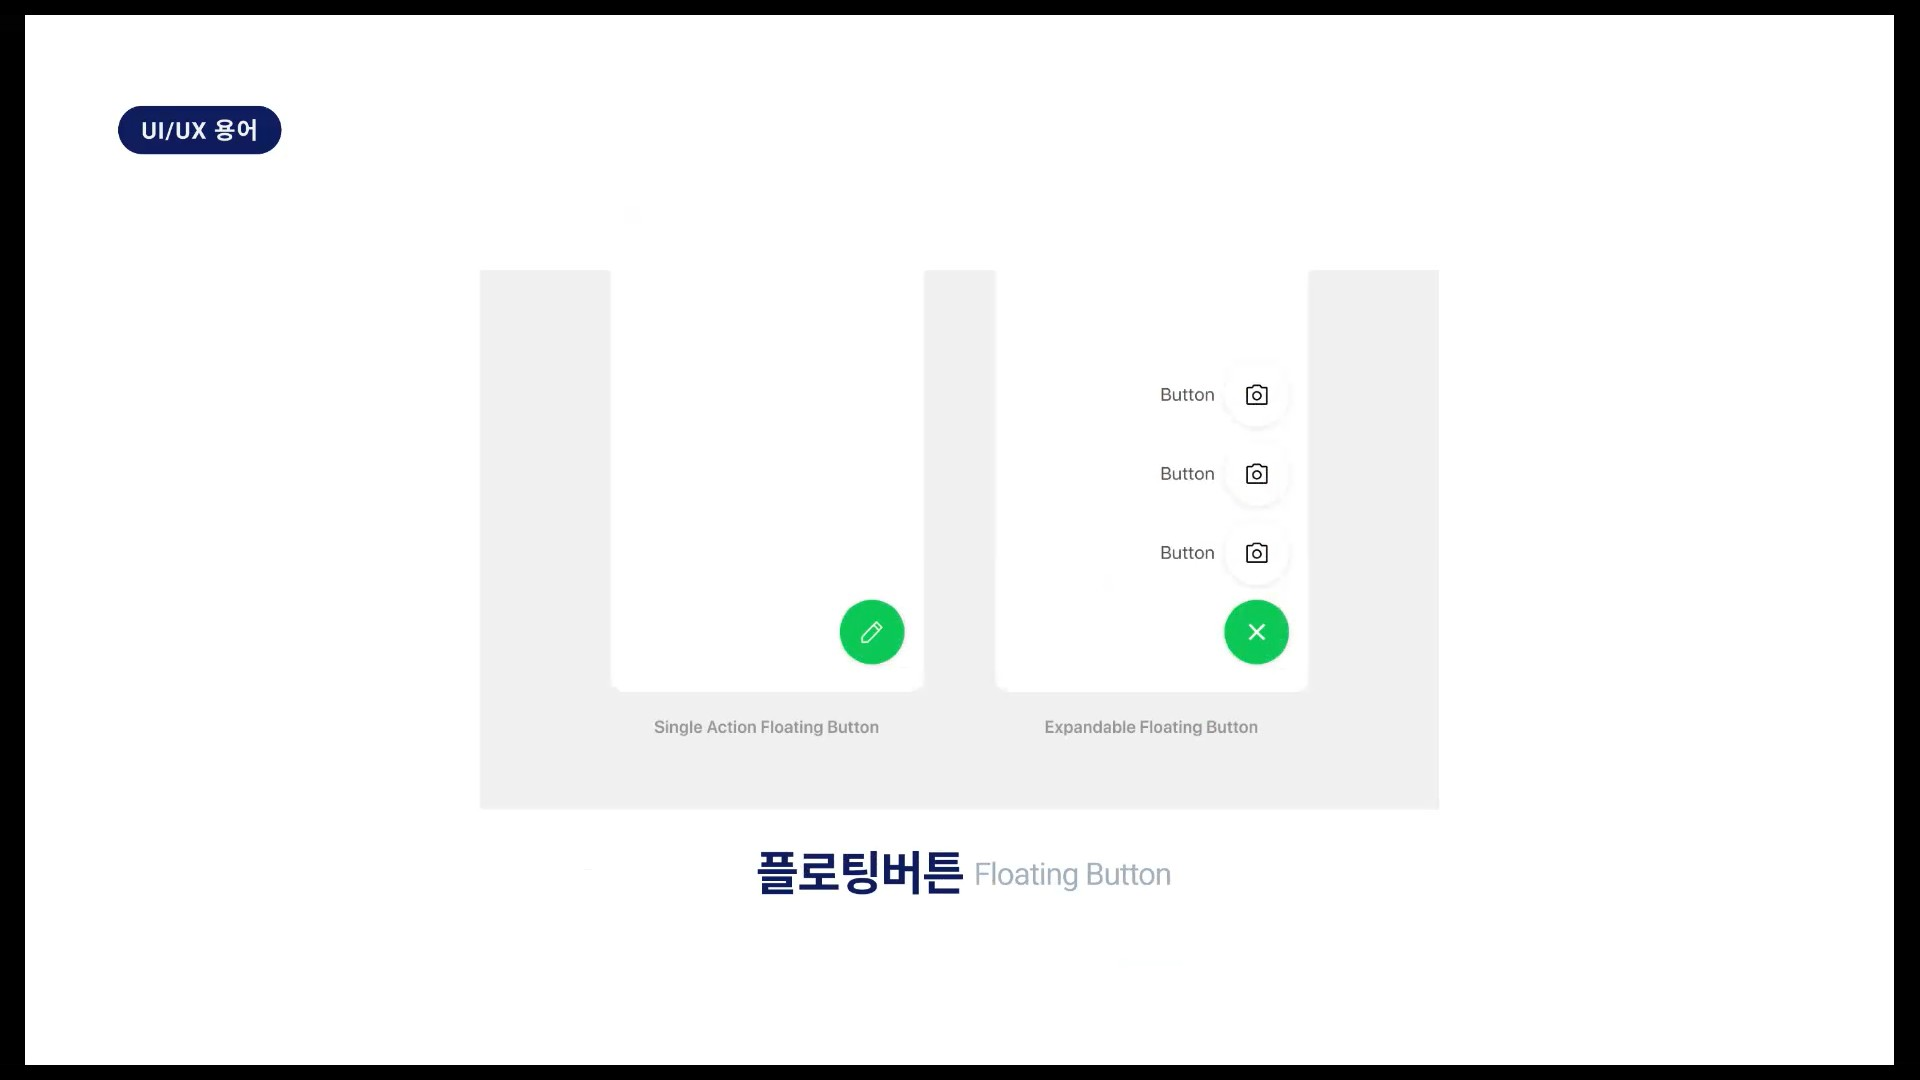 UI/UX 용어
Button
Button
Button
Single Action Floating Button
Expandable Floating Button
플로팅버튼 Floating Button